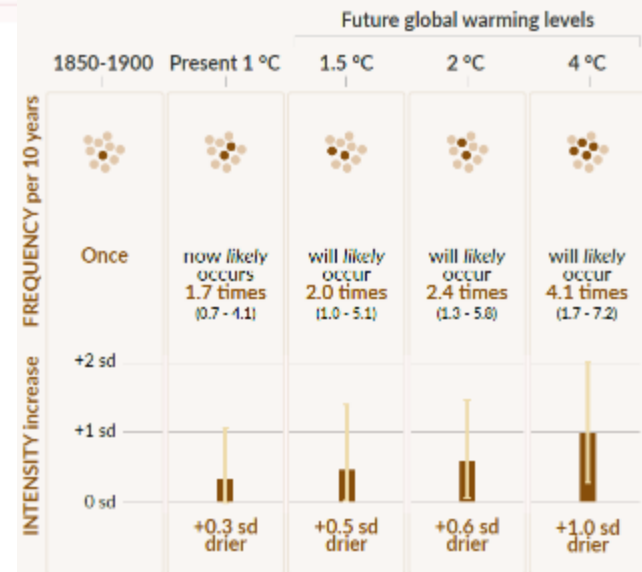 Future global warming levels
1850-1900 Present 1 °C 1.5 °C 2 °C 4 °C
FREQUENCY per 10 years
Once
now likely
occurs
1.7 times
(0.7 - 4.1)
will likely
occur
2.0 times
(1.0 - 5.1)
will likely
occur
2.4 times
(1.3 - 5.8)
will likely
occur
4.1 times
(1.7 - 7.2)
INTENSITY increase
+2 sd
+1 sd
0 sd
+0.3 sd
drier
+0.5 sd
drier
+0.6 sd
drier
+1.0 sd
drier